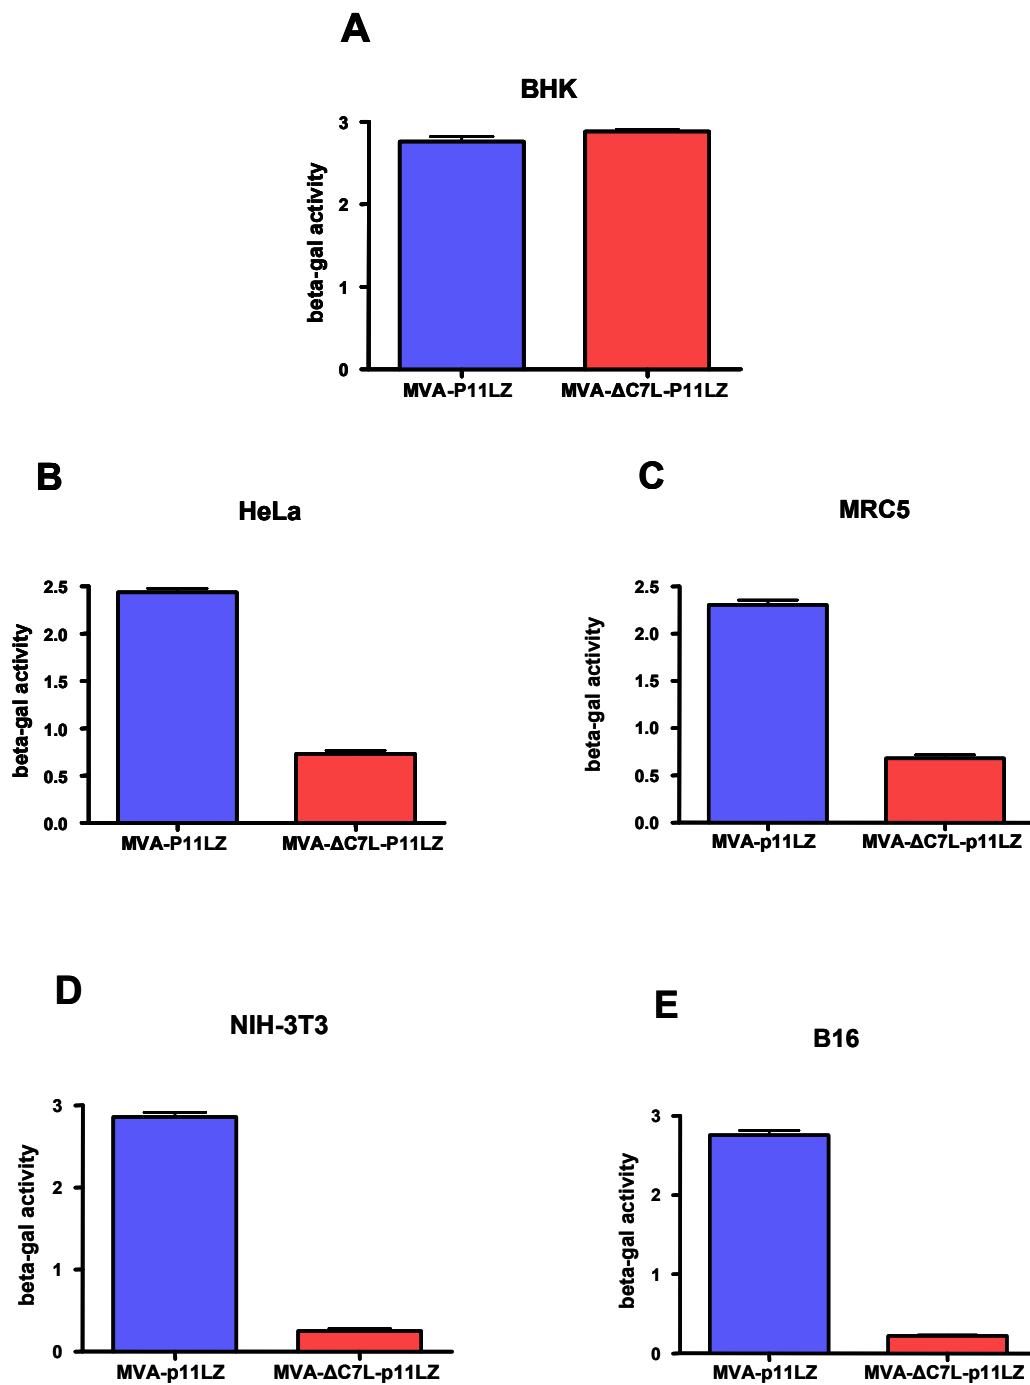 A
BHK
beta-gal activity
3
2
1
0
MVA-P11LZ MVA-ΔC7L-P11LZ
B
HeLa
beta-gal activity
2.5
2.0
1.5
1.0
0.5
0.0
MVA-P11LZ MVA-ΔC7L-P11LZ
C
MRC5
beta-gal activity
2.5
2.0
1.5
1.0
0.5
0.0
MVA-p11LZ MVA-ΔC7L-p11LZ
D
NIH-3T3
beta-gal activity
3
2
1
0
MVA-p11LZ MVA-ΔC7L-p11LZ
E
B16
beta-gal activity
3
2
1
0
MVA-p11LZ MVA-ΔC7L-p11LZ